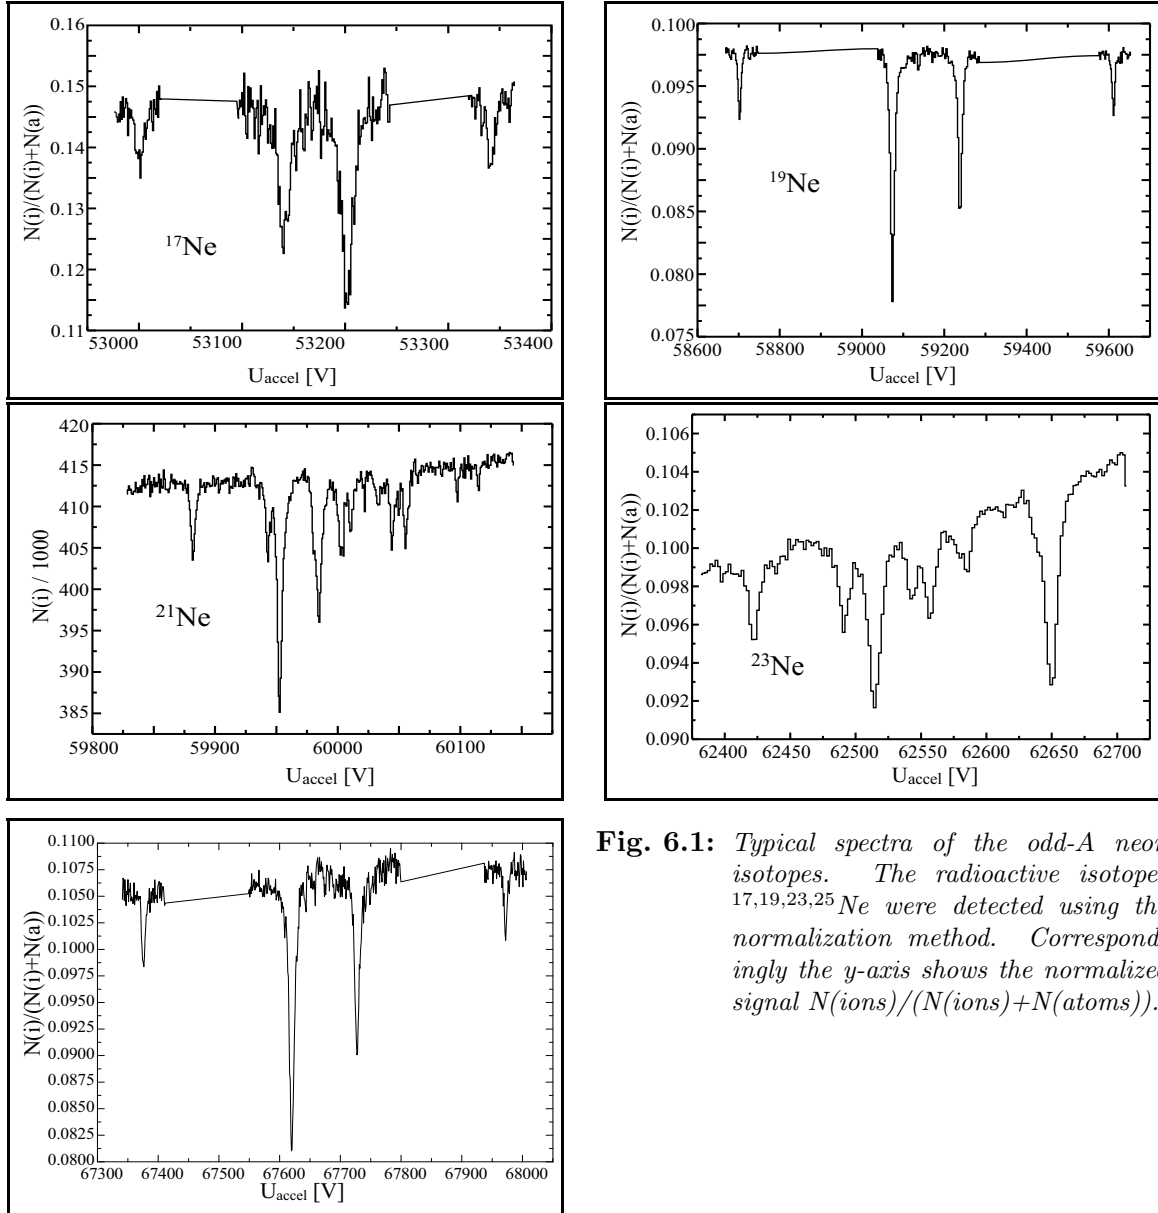 0.16
0.15
0.14
0.13
0.12
0.11
N(i)/(N(i)+N(a))
17Ne
53000 53100 53200 53300 53400
Uaccel [V]
0.100
0.095
0.090
0.085
0.080
0.075
N(i)/(N(i)+N(a))
19Ne
58600 58800 59000 59200 59400 59600
Uaccel [V]
420
415
410
405
400
395
390
385
N(i) / 1000
21Ne
59800 59900 60000 60100
Uaccel [V]
0.106
0.104
0.102
0.100
0.098
0.096
0.094
0.092
0.090
N(i)/(N(i)+N(a))
23Ne
62400 62450 62500 62550 62600 62650 62700
Uaccel [V]
0.1100
0.1075
0.1050
0.1025
0.1000
0.0975
0.0950
0.0925
0.0900
0.0875
0.0850
0.0825
0.0800
N(i)/(N(i)+N(a))
67300 67400 67500 67600 67700 67800 67900 68000
Uaccel [V]
Fig. 6.1: Typical spectra of the odd-A neon
isotopes. The radioactive isotope
17,19,23,25Ne were detected using th
normalization method. Correspond
ingly the y-axis shows the normalized
signal N(ions)/(N(ions)+N(atoms)).